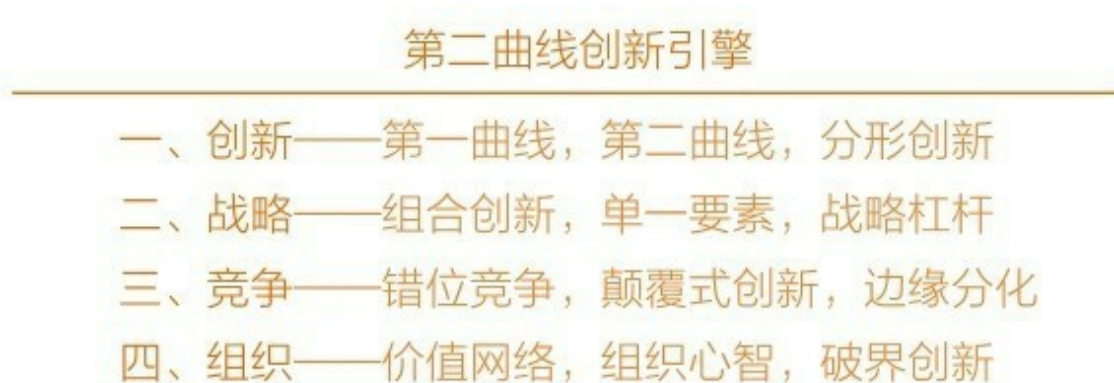 第二曲线创新引擎
一、创新——第一曲线，第二曲线，分形创新
二、战略——组合创新，单一要素，战略杠杆
三、竞争——错位竞争，颠覆式创新，边缘分化
四、组织——价值网络，组织心智，破界创新